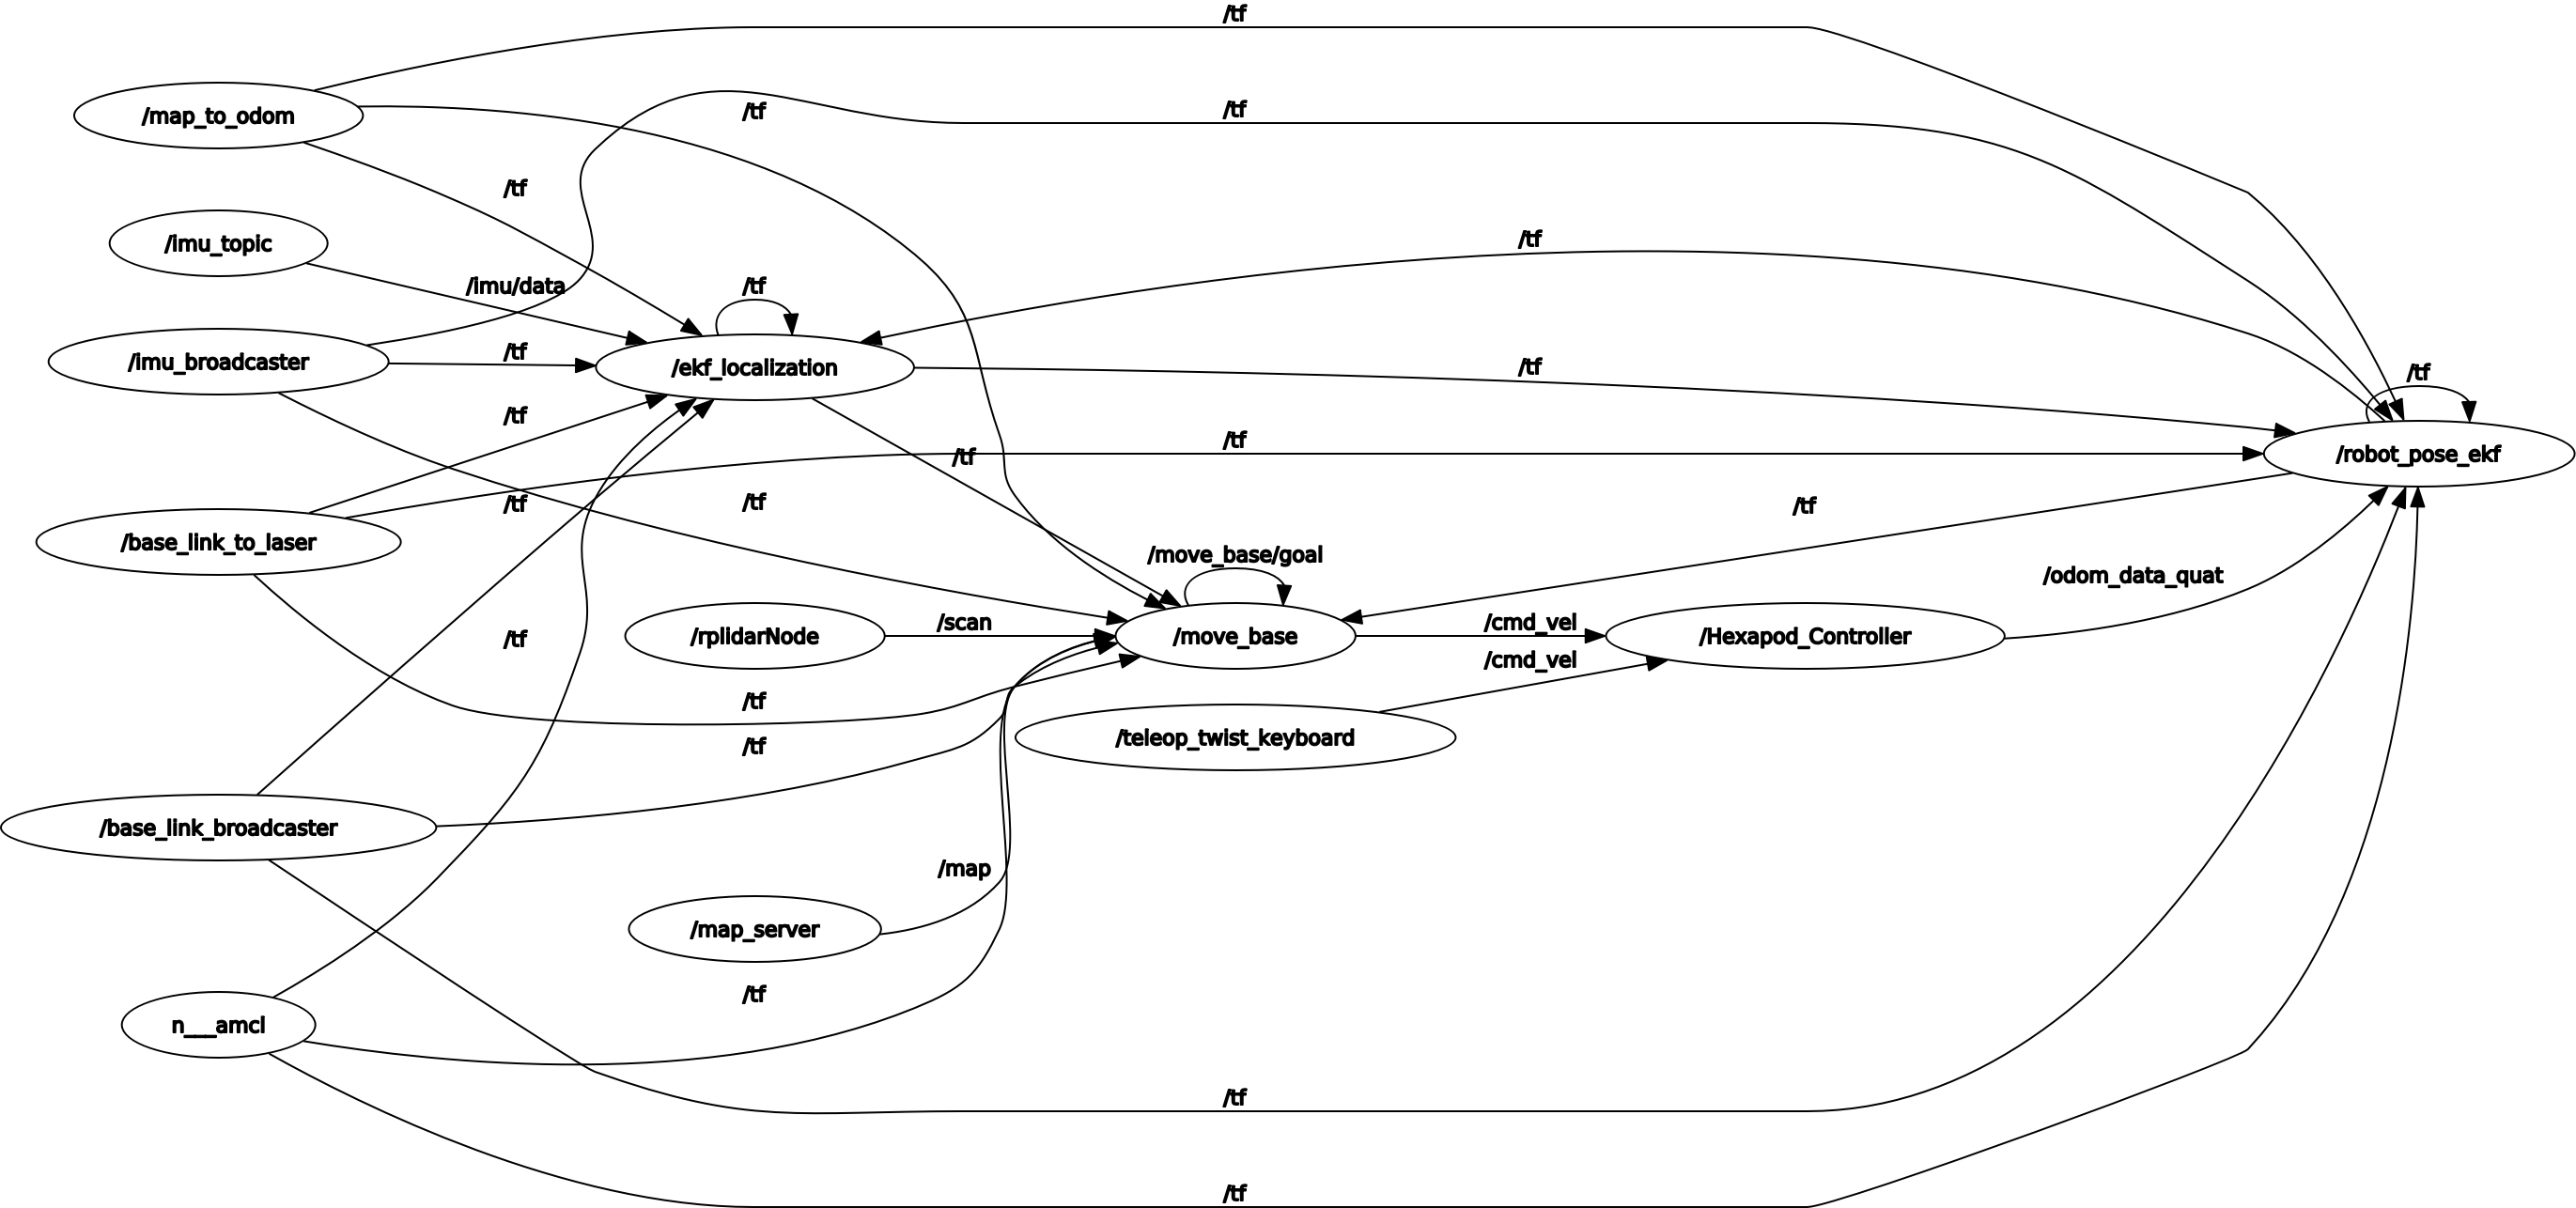 /tf
/tf
/tf
/map_to_odom
/tf
/imu_topic
/tf
/imu/data
/tf
/tf
/imu_broadcaster
/ekf_localization
/tf
/tf
/tf
/tf
/robot_pose_ekf
/tf
/tf
/tf
/tf
/tf
/base_link_to_laser
/move_base/goal
/odom_data_quat
/scan
/cmd_vel
/rplidarNode
/move_base
/Hexapod_Controller
/tf
/cmd_vel
/tf
/teleop_twist_keyboard
/tf
/base_link_broadcaster
/map
/map_server
/tf
n___amcl
/tf
/tf